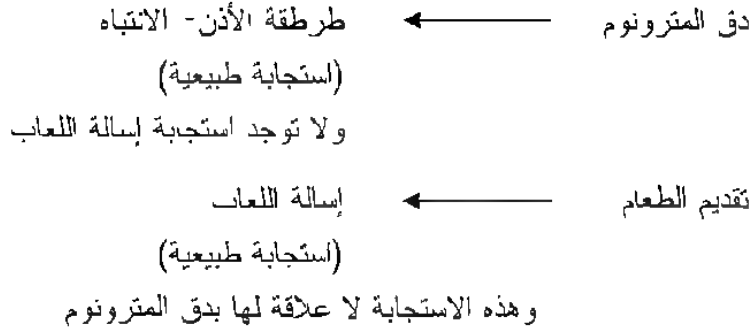 دق المترونوم طرطقة الأذن- الانتباه
(استجابة طبيعية)
ولا توجد استجابة إسالة اللعاب
تقديم الطعام إسالة اللعاب
(استجابة طبيعية)
وهذه الاستجابة لا علاقة لها بدق المترونوم